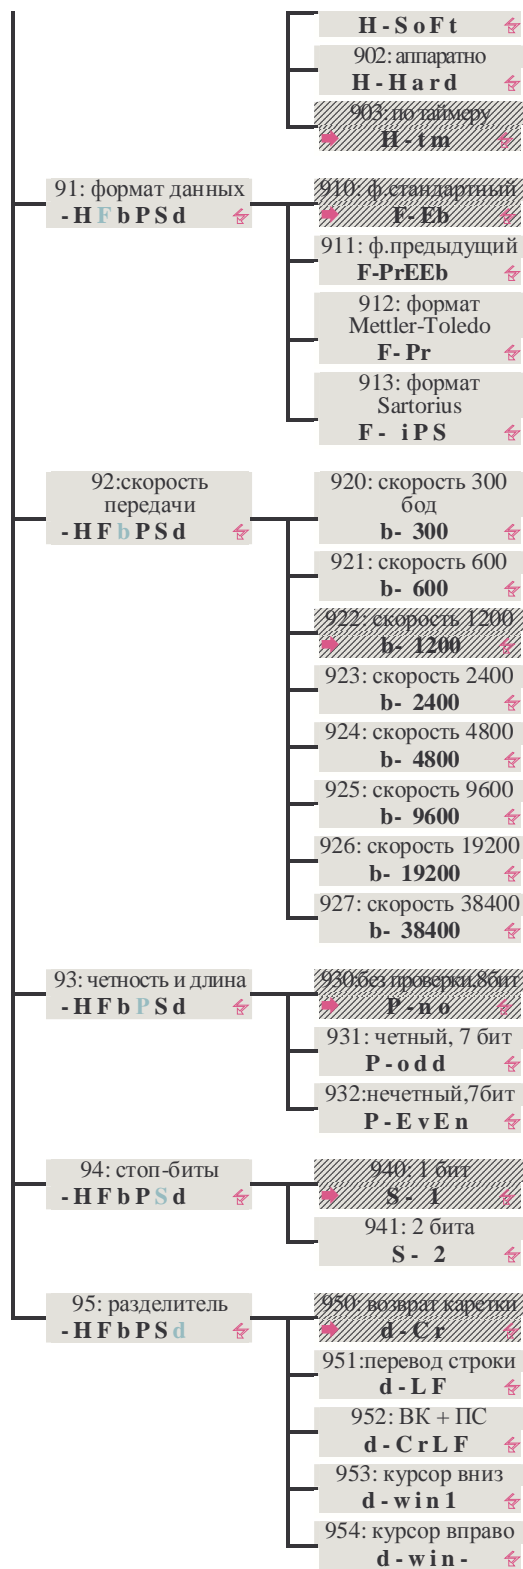 H-SoFt
902: аппаратно
H-Hard
903: по таймеру
H-tm
91: формат данных
-HFbPSd
910: ф.стандартный
F-Eb
911: ф.предыдущий
F-PrEEb
912: формат
Mettler-Toledo
F- Pr
913: формат
Sartorius
F- iPS
92:скорость
передачи
-HFbPSd
920: скорость 300
бод
b- 300
921: скорость 600
b- 600
922: скорость 1200
b- 1200
923: скорость 2400
b- 2400
924: скорость 4800
b- 4800
925: скорость 9600
b- 9600
926: скорость 19200
b- 19200
927: скорость 38400
b- 38400
93: четность и длина
-HFbPSd
930:без проверки,8бит
P-no
931: четный, 7 бит
P-odd
932:нечетный,7бит
P-EvEn
94: стоп-биты
-HFbPSd
940: 1 бит
S- 1
941: 2 бита
S- 2
95: разделитель
-HFbPSd
950: возврат каретки
d-Cr
951:перевод строки
d-LF
952: ВК + ПС
d-CrLF
953: курсор вниз
d-win1
954: курсор вправо
d-win-